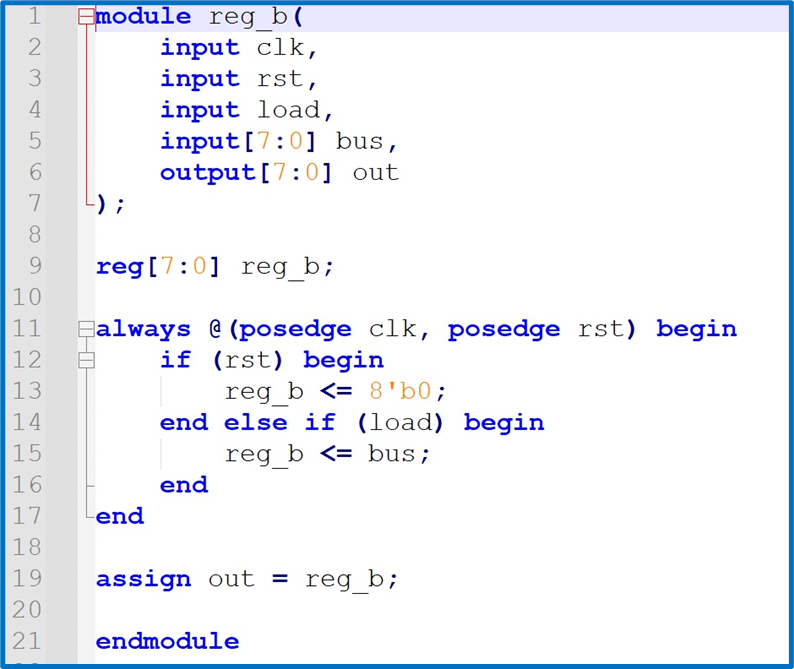 1 module reg_b(
2     input clk,
3     input rst,
4     input load,
5     input[7:0] bus,
6     output[7:0] out
7 );
8
9 reg[7:0] reg_b;
10
11 always @(posedge clk, posedge rst) begin
12     if (rst) begin
13         reg_b <= 8'b0;
14     end else if (load) begin
15         reg_b <= bus;
16     end
17 end
18
19 assign out = reg_b;
20
21 endmodule